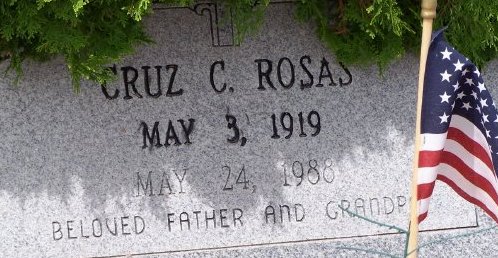 CRUZ C. ROSAS
MAY 3, 1919
MAY 24, 1988
BELOVED FATHER AND